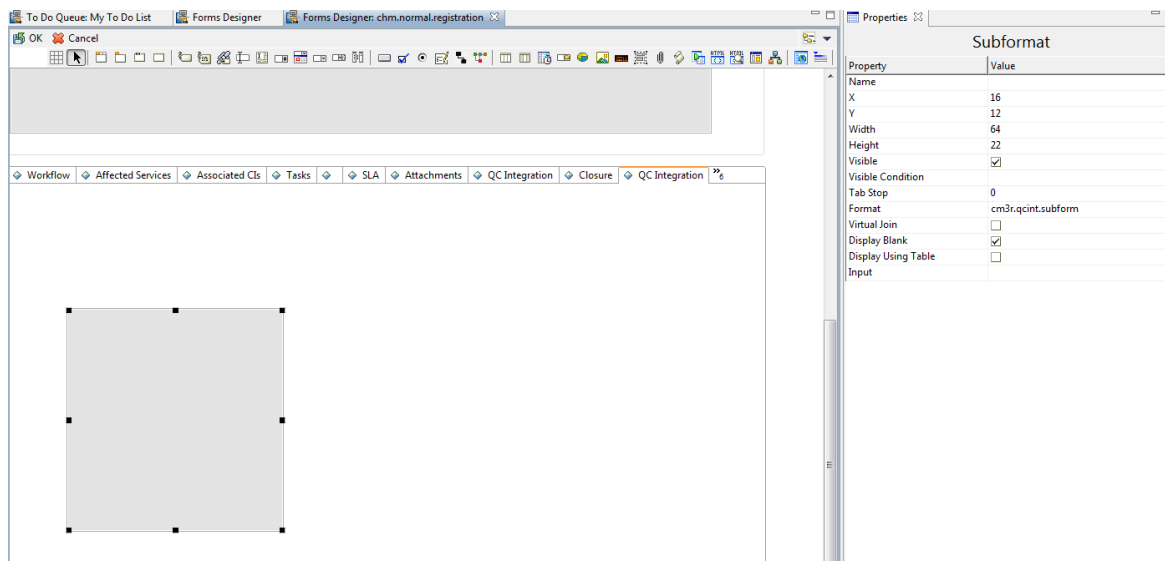 To Do Queue: My To Do List Forms Designer Forms Designer: chm.normal.registration
OK Cancel
Workflow Affected Services Associated CIs Tasks SLA Attachments QC Integration Closure QC Integration »6
Properties
Subformat
Property Value
Name
X 16
Y 12
Width 64
Height 22
Visible
Visible Condition
Tab Stop 0
Format cm3r.qcint.subform
Virtual Join
Display Blank
Display Using Table
Input